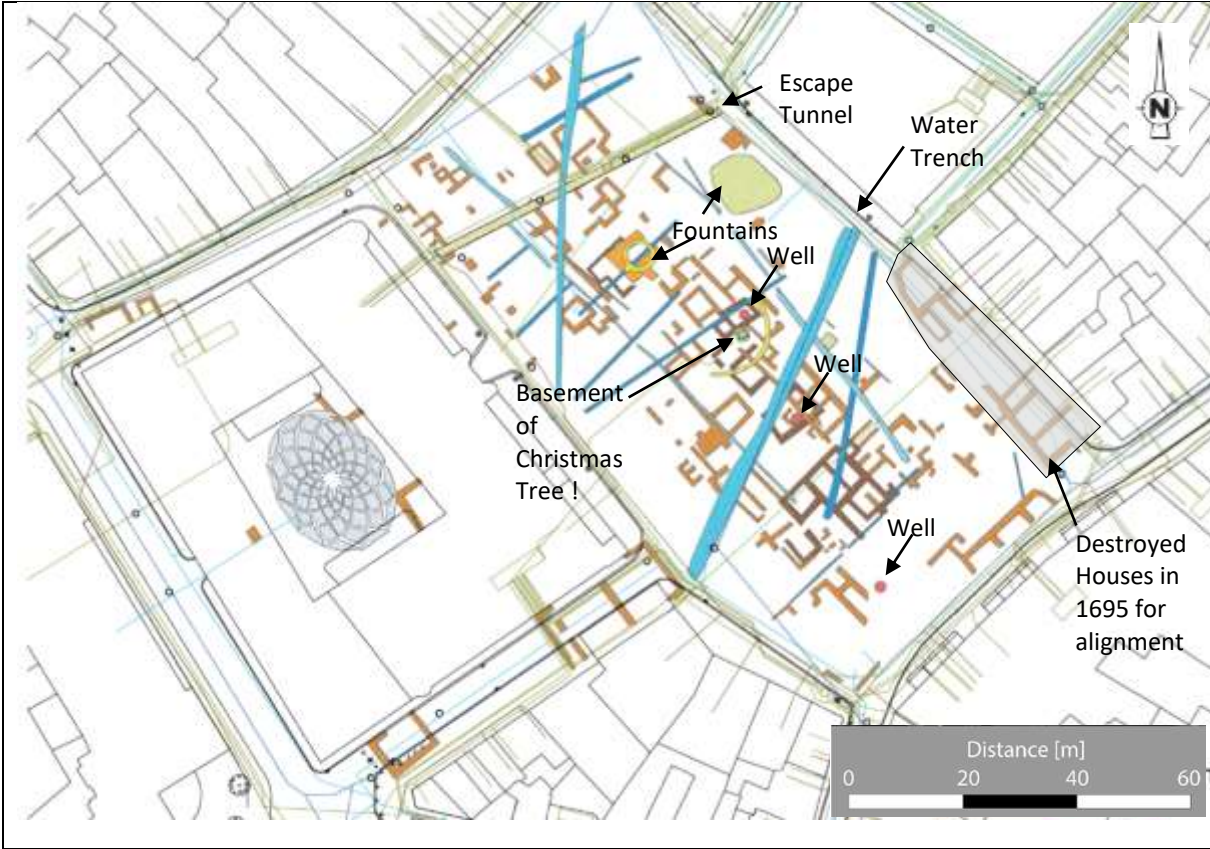 N
Escape
Tunnel
Water
Trench
Fountains
Well
Well
Basement
of
Christmas
Tree !
Well
Destroyed
Houses in
1695 for
alignment
Distance [m]
0 20 40 60